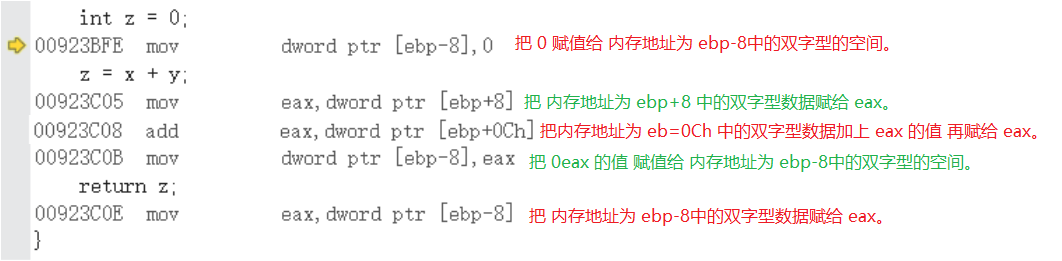 int z = 0;
00923BFE mov dword ptr [ebp-8],0 把 0 赋值给 内存地址为 ebp-8中的双字型的空间。
z = x + y;
00923C05 mov eax,dword ptr [ebp+8] 把 内存地址为 ebp+8 中的双字型数据赋给 eax。
00923C08 add eax,dword ptr [ebp+0Ch] 把内存地址为 eb=0Ch 中的双字型数据加上 eax 的值 再赋给 eax。
00923C0B mov dword ptr [ebp-8],eax 把 0eax 的值 赋值给 内存地址为 ebp-8中的双字型的空间。
return z;
00923C0E mov eax,dword ptr [ebp-8] 把 内存地址为 ebp-8中的双字型数据赋给 eax。
}